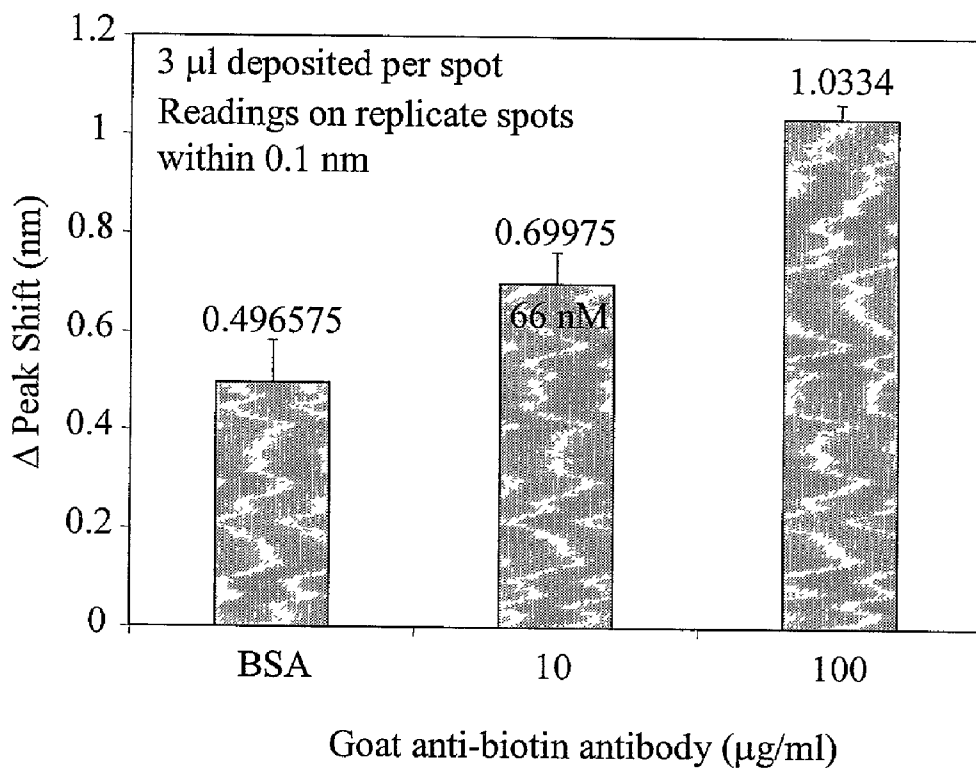 1.2
1
0.8
0.6
0.4
0.2
0
Δ Peak Shift (nm)
3 μl deposited per spot
Readings on replicate spots
within 0.1 nm
0.496575
0.69975
66 nM
1.0334
BSA
10
100
Goat anti-biotin antibody (μg/ml)